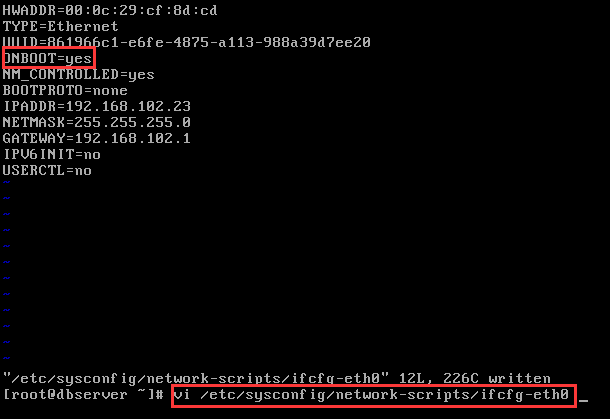 HWADDR=00:0c:29:cf:8d:cd
TYPE=Ethernet
UUID=861966c1-e6fe-4875-a113-988a39d7ee20
ONBOOT=yes
NM_CONTROLLED=yes
BOOTPROTO=none
IPADDR=192.168.102.23
NETMASK=255.255.255.0
GATEWAY=192.168.102.1
IPV6INIT=no
USERCTL=no
~
~
~
~
~
~
~
~
~
~
~
~
"/etc/sysconfig/network-scripts/ifcfg-eth0" 12L, 226C written
[root@dbserver ~]# vi /etc/sysconfig/network-scripts/ifcfg-eth0 _